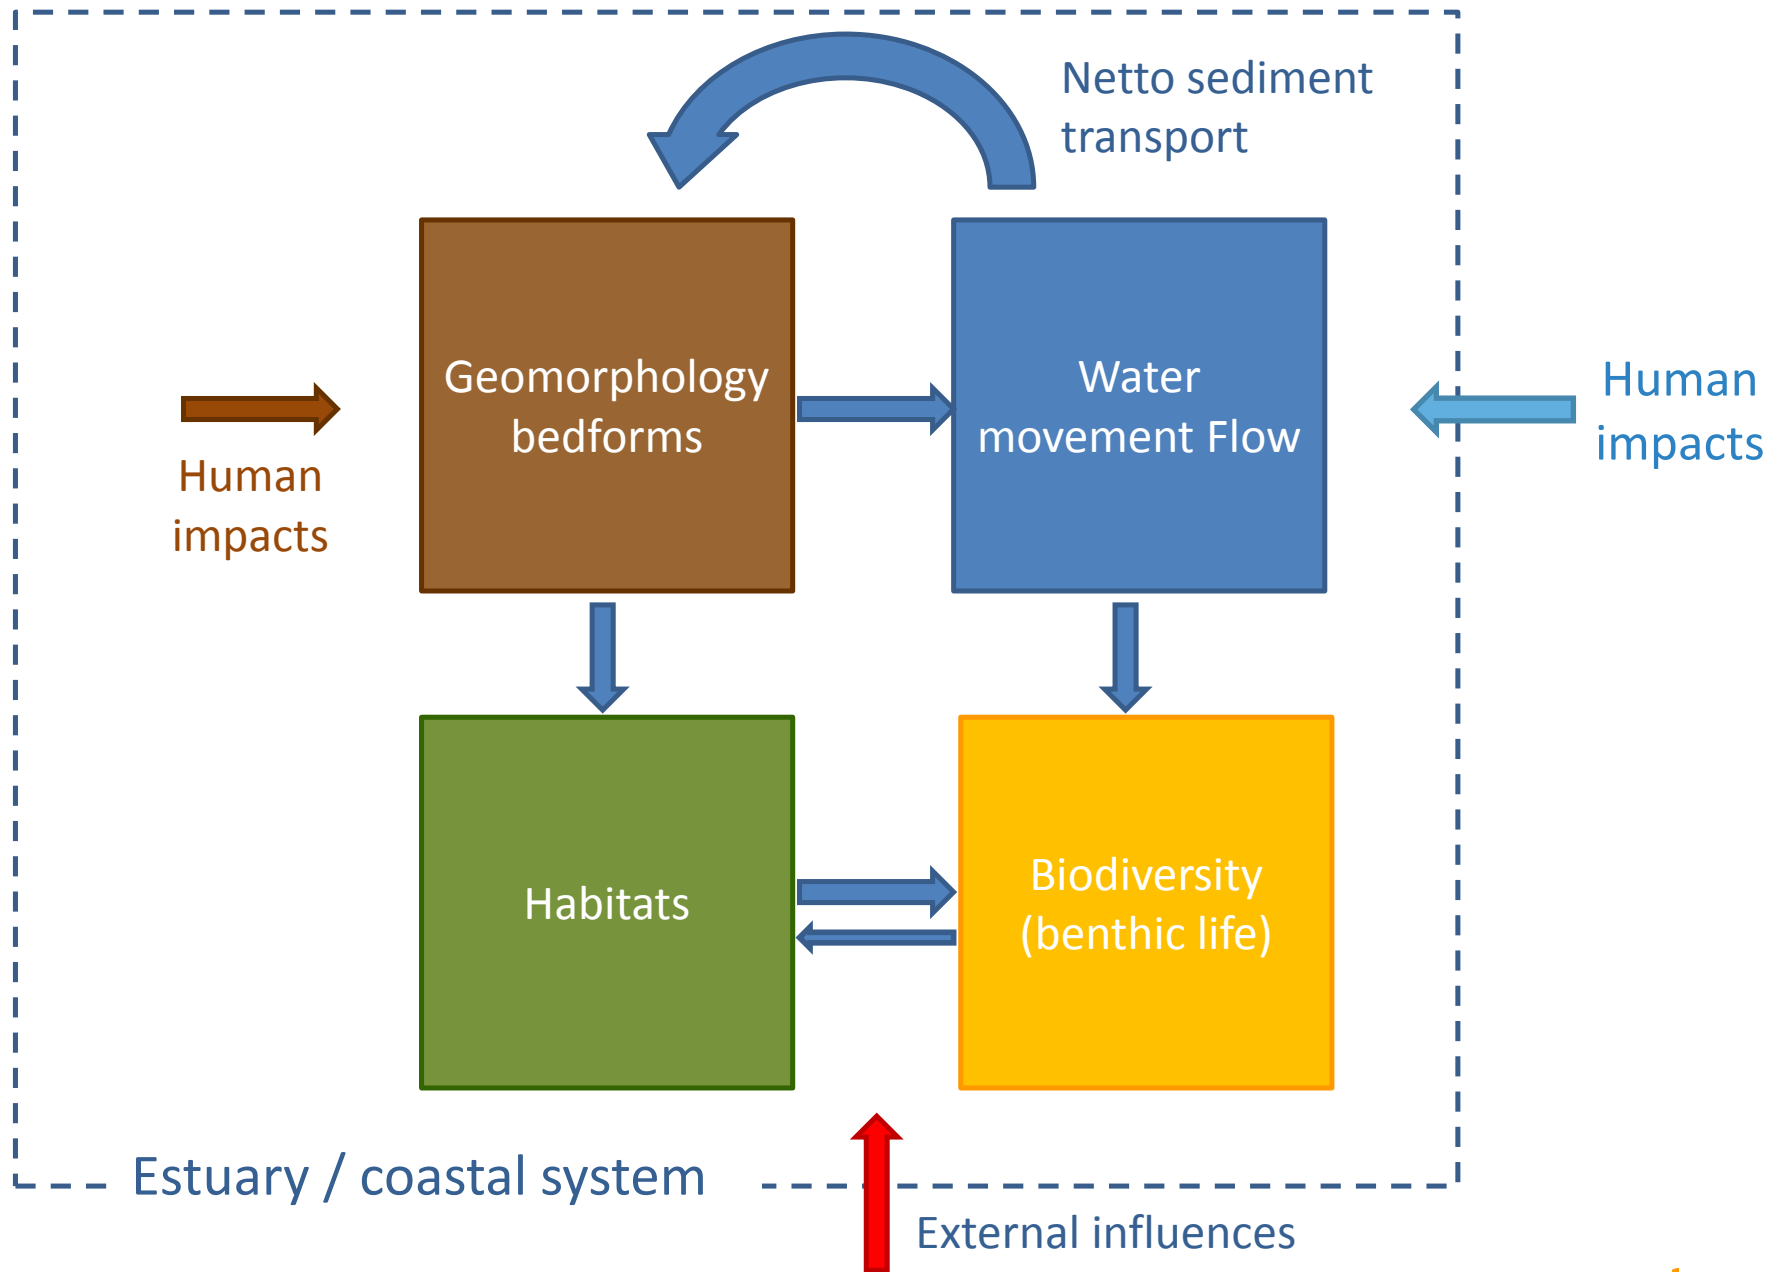 Netto sediment
transport
Geomorphology
bedforms
Water
movement Flow
Human
impacts
Human
impacts
Habitats
Biodiversity
(benthic life)
Estuary / coastal system
External influences